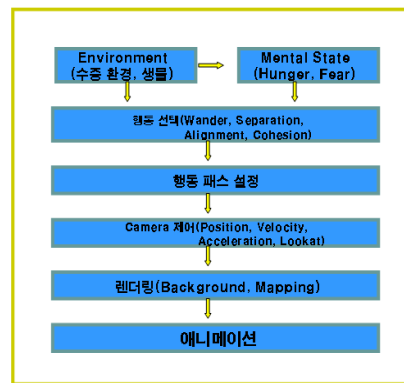 Environment
(수중 환경, 생물)
Mental State
(Hunger, Fear)
행동 선택(Wander, Separation,
Alignment, Cohesion)
행동 패스 설정
Camera 제어(Position, Velocity,
Acceleration, Lookat)
렌더링(Background, Mapping)
애니메이션